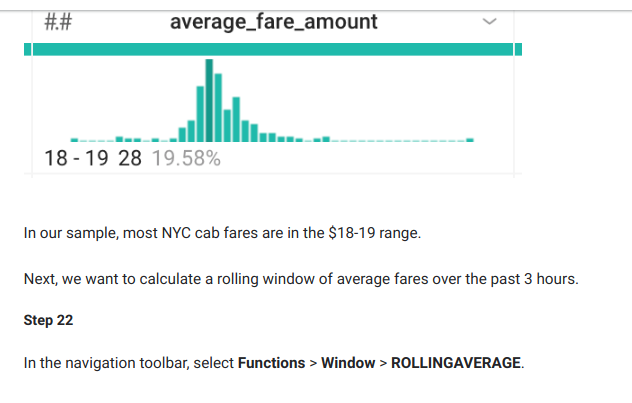 ##
average_fare_amount
18 - 19 28 19.58%
In our sample, most NYC cab fares are in the $18-19 range.
Next, we want to calculate a rolling window of average fares over the past 3 hours.
Step 22
In the navigation toolbar, select Functions > Window > ROLLINGAVERAGE.